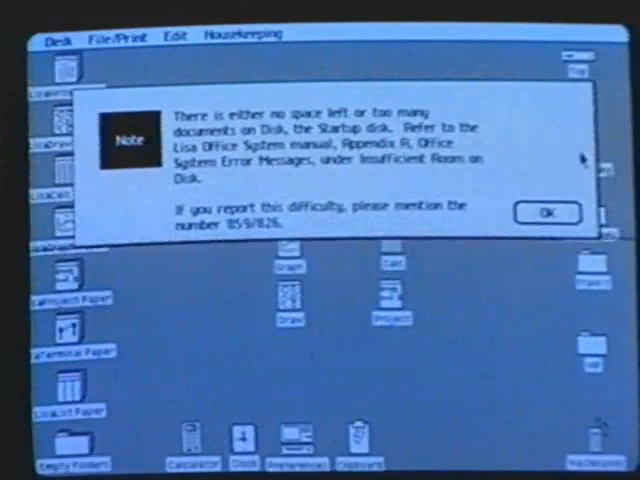 Desk File/Print Edit Housekeeping
There is either no space left or too many
documents on Disk, the Startup disk. Refer to the
Lisa Office System manual, Appendix A, Office
System Error Messages, under Insufficient Room on
Disk.
Note
If you report this difficulty, please mention the
number 859/826.
OK
Graph
Calc
LisaProject Paper
Draw
Project
LisaTerminal Paper
LisaList Paper
Empty Folders
Calculator
Clock
Preferences
Clipboard
Wastebasket